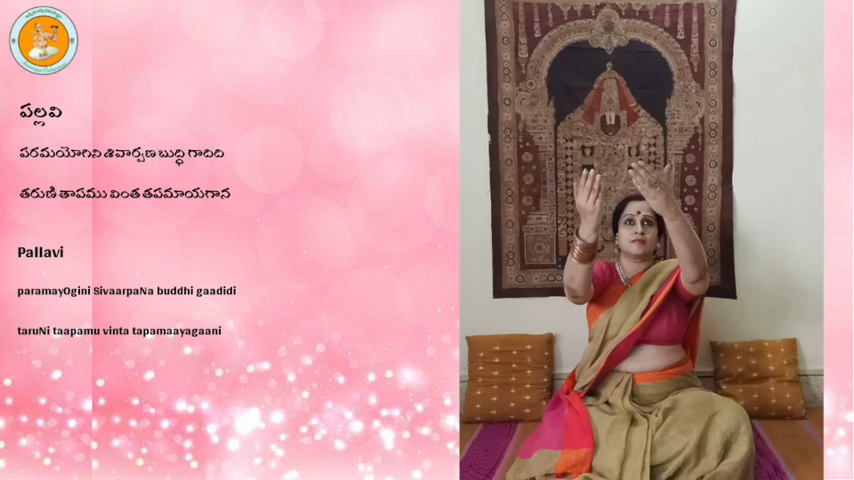 పల్లవి
పరమయోగిని శివార్పణ బుద్ధి గాదిది
తరుణి తాపము వింత తపమాయగాని
Pallavi
paramayOgini SivaarpaNa buddhi gaadidi
taruNi taapamu vinta tapamaayagaani